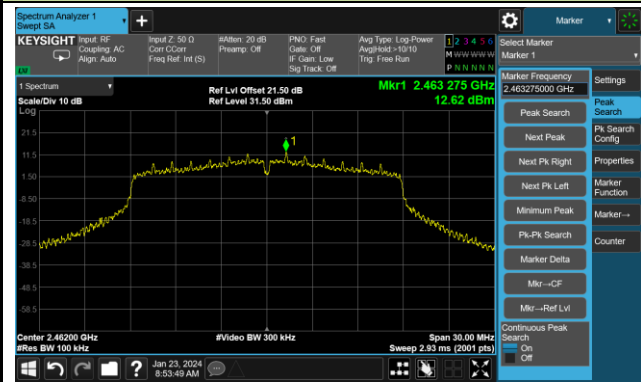 Spectrum Analyzer 1
Swept SA
+
Marker
KEYSIGHT
Input: RF
Coupling: AC
Align: Auto
Input Z: 50 Ω
Corr CCorr
Freq Ref: Int (S)
#Atten: 20 dB
Preamp: Off
PNO: Fast
Gate: Off
IF Gain: Low
Sig Track: Off
Avg Type: Log-Power
Avg|Hold:>10/10
Trig: Free Run
1 2 3 4 5 6
M W W W W W
P N N N N N
LXI
Select Marker
Marker 1
1 Spectrum
Scale/Div 10 dB
Log
Ref Lvl Offset 21.50 dB
Ref Level 31.50 dBm
Mkr1 2.463 275 GHz
12.62 dBm
1
21.5
11.5
1.50
-8.50
-18.5
-28.5
-38.5
-48.5
-58.5
Center 2.46200 GHz
#Res BW 100 kHz
#Video BW 300 kHz
Span 30.00 MHz
Sweep 2.93 ms (2001 pts)
Marker Frequency
2.463275000 GHz
Peak Search
Next Peak
Next Pk Right
Next Pk Left
Minimum Peak
Pk-Pk Search
Marker Delta
Mkr→CF
Mkr→Ref Lvl
Continuous Peak
Search
On
Off
Settings
Peak
Search
Pk Search
Config
Properties
Marker
Function
Marker→
Counter
?
Jan 23, 2024
8:53:49 AM